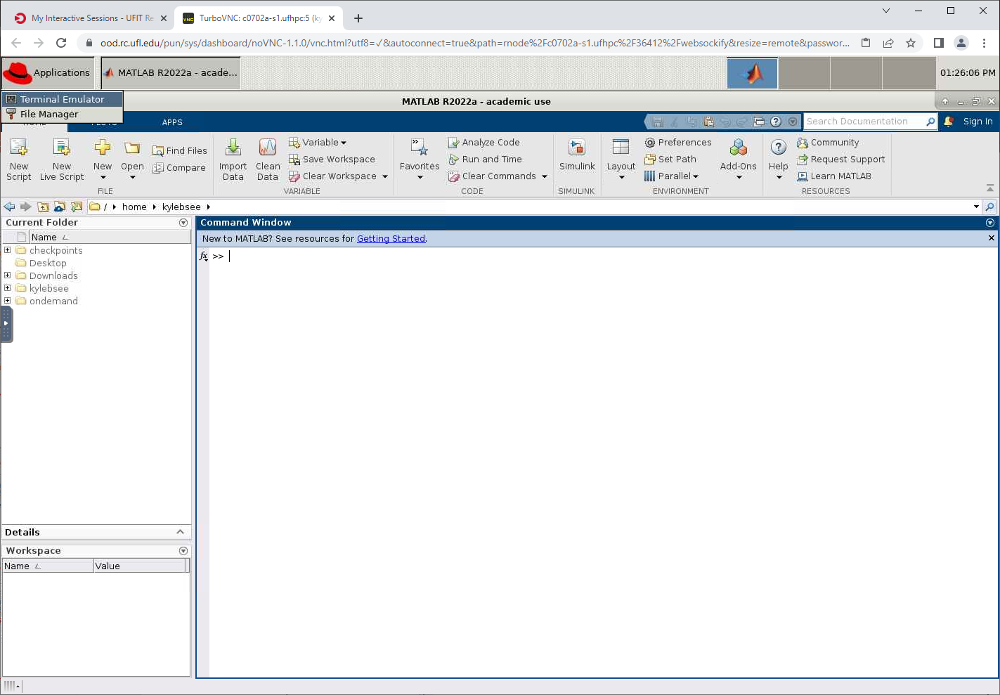 My Interactive Sessions - UFIT Re
TurboVNC: c0702a-s1.ufhpc:5 (ky
ood.rc.ufl.edu/pun/sys/dashboard/noVNC-1.1.0/vnc.html?utf8=✓&autoconnect=true&path=rnode%2Fc0702a-s1.ufhpc%2F36412%2Fwebsockify&resize=remote&passwor...
Applications
MATLAB R2022a - acade...
01:26:06 PM
Terminal Emulator
File Manager
MATLAB R2022a - academic use
HOME
PLOTS
APPS
Search Documentation
Sign In
New Script
New Live Script
New
Open
Find Files
Compare
FILE
Import Data
Clean Data
Variable
Save Workspace
Clear Workspace
VARIABLE
Favorites
Analyze Code
Run and Time
Clear Commands
CODE
Simulink
SIMULINK
Layout
Preferences
Set Path
Parallel
Add-Ons
ENVIRONMENT
Help
Community
Request Support
Learn MATLAB
RESOURCES
/ home kylebsee
Current Folder
Name
checkpoints
Desktop
Downloads
kylebsee
ondemand
Details
Workspace
Name Value
Command Window
New to MATLAB? See resources for Getting Started.
fx >>